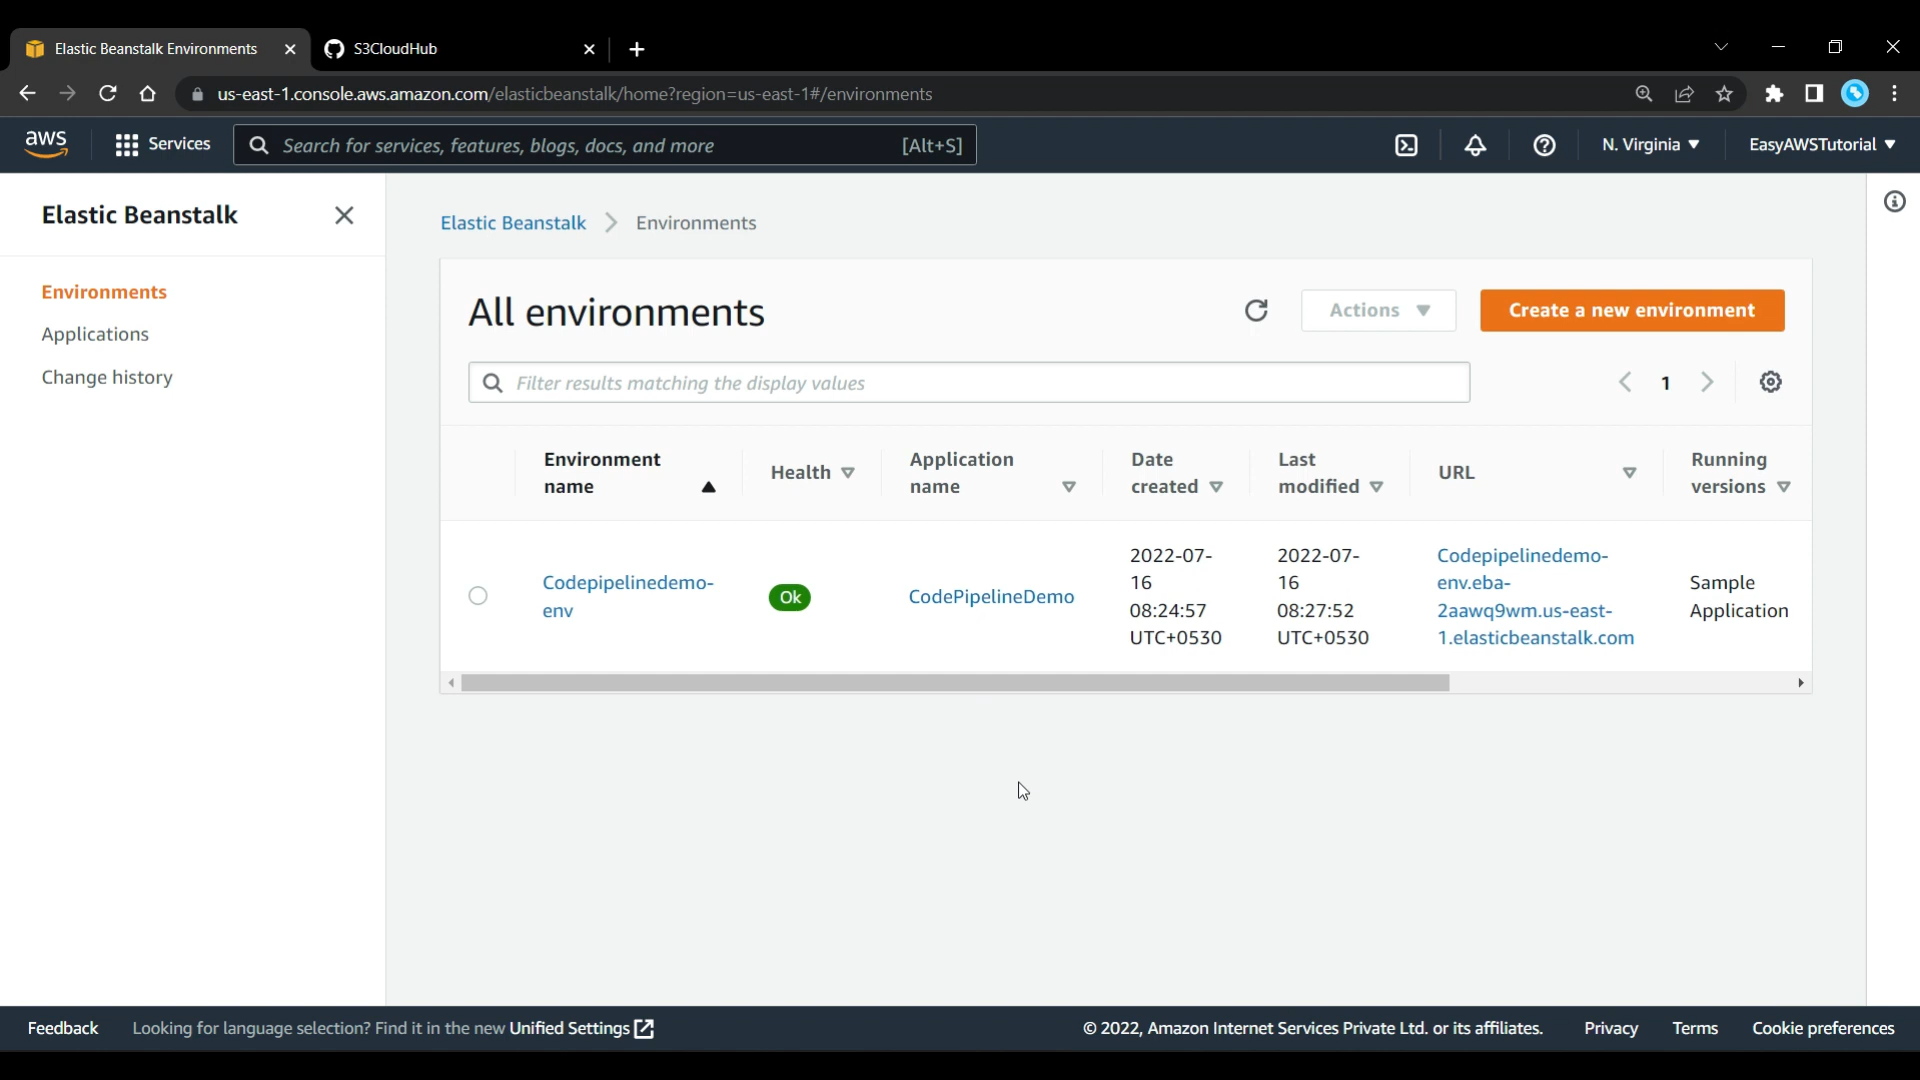 Elastic Beanstalk Environments
S3CloudHub
us-east-1.console.aws.amazon.com/elasticbeanstalk/home?region=us-east-1#/environments
aws
Services
Search for services, features, blogs, docs, and more
[Alt+S]
N. Virginia
EasyAWSTutorial
Elastic Beanstalk
Environments
Applications
Change history
Elastic Beanstalk
Environments
All environments
Actions
Create a new environment
Filter results matching the display values
1
Environment
name
Health
Application
name
Date
created
Last
modified
URL
Running
versions
Codepipelinedemo-
env
Ok
CodePipelineDemo
2022-07-
16
08:24:57
UTC+0530
2022-07-
16
08:27:52
UTC+0530
Codepipelinedemo-
env.eba-
2aawq9wm.us-east-
1.elasticbeanstalk.com
Sample
Application
Feedback
Looking for language selection? Find it in the new Unified Settings
© 2022, Amazon Internet Services Private Ltd. or its affiliates.
Privacy
Terms
Cookie preferences